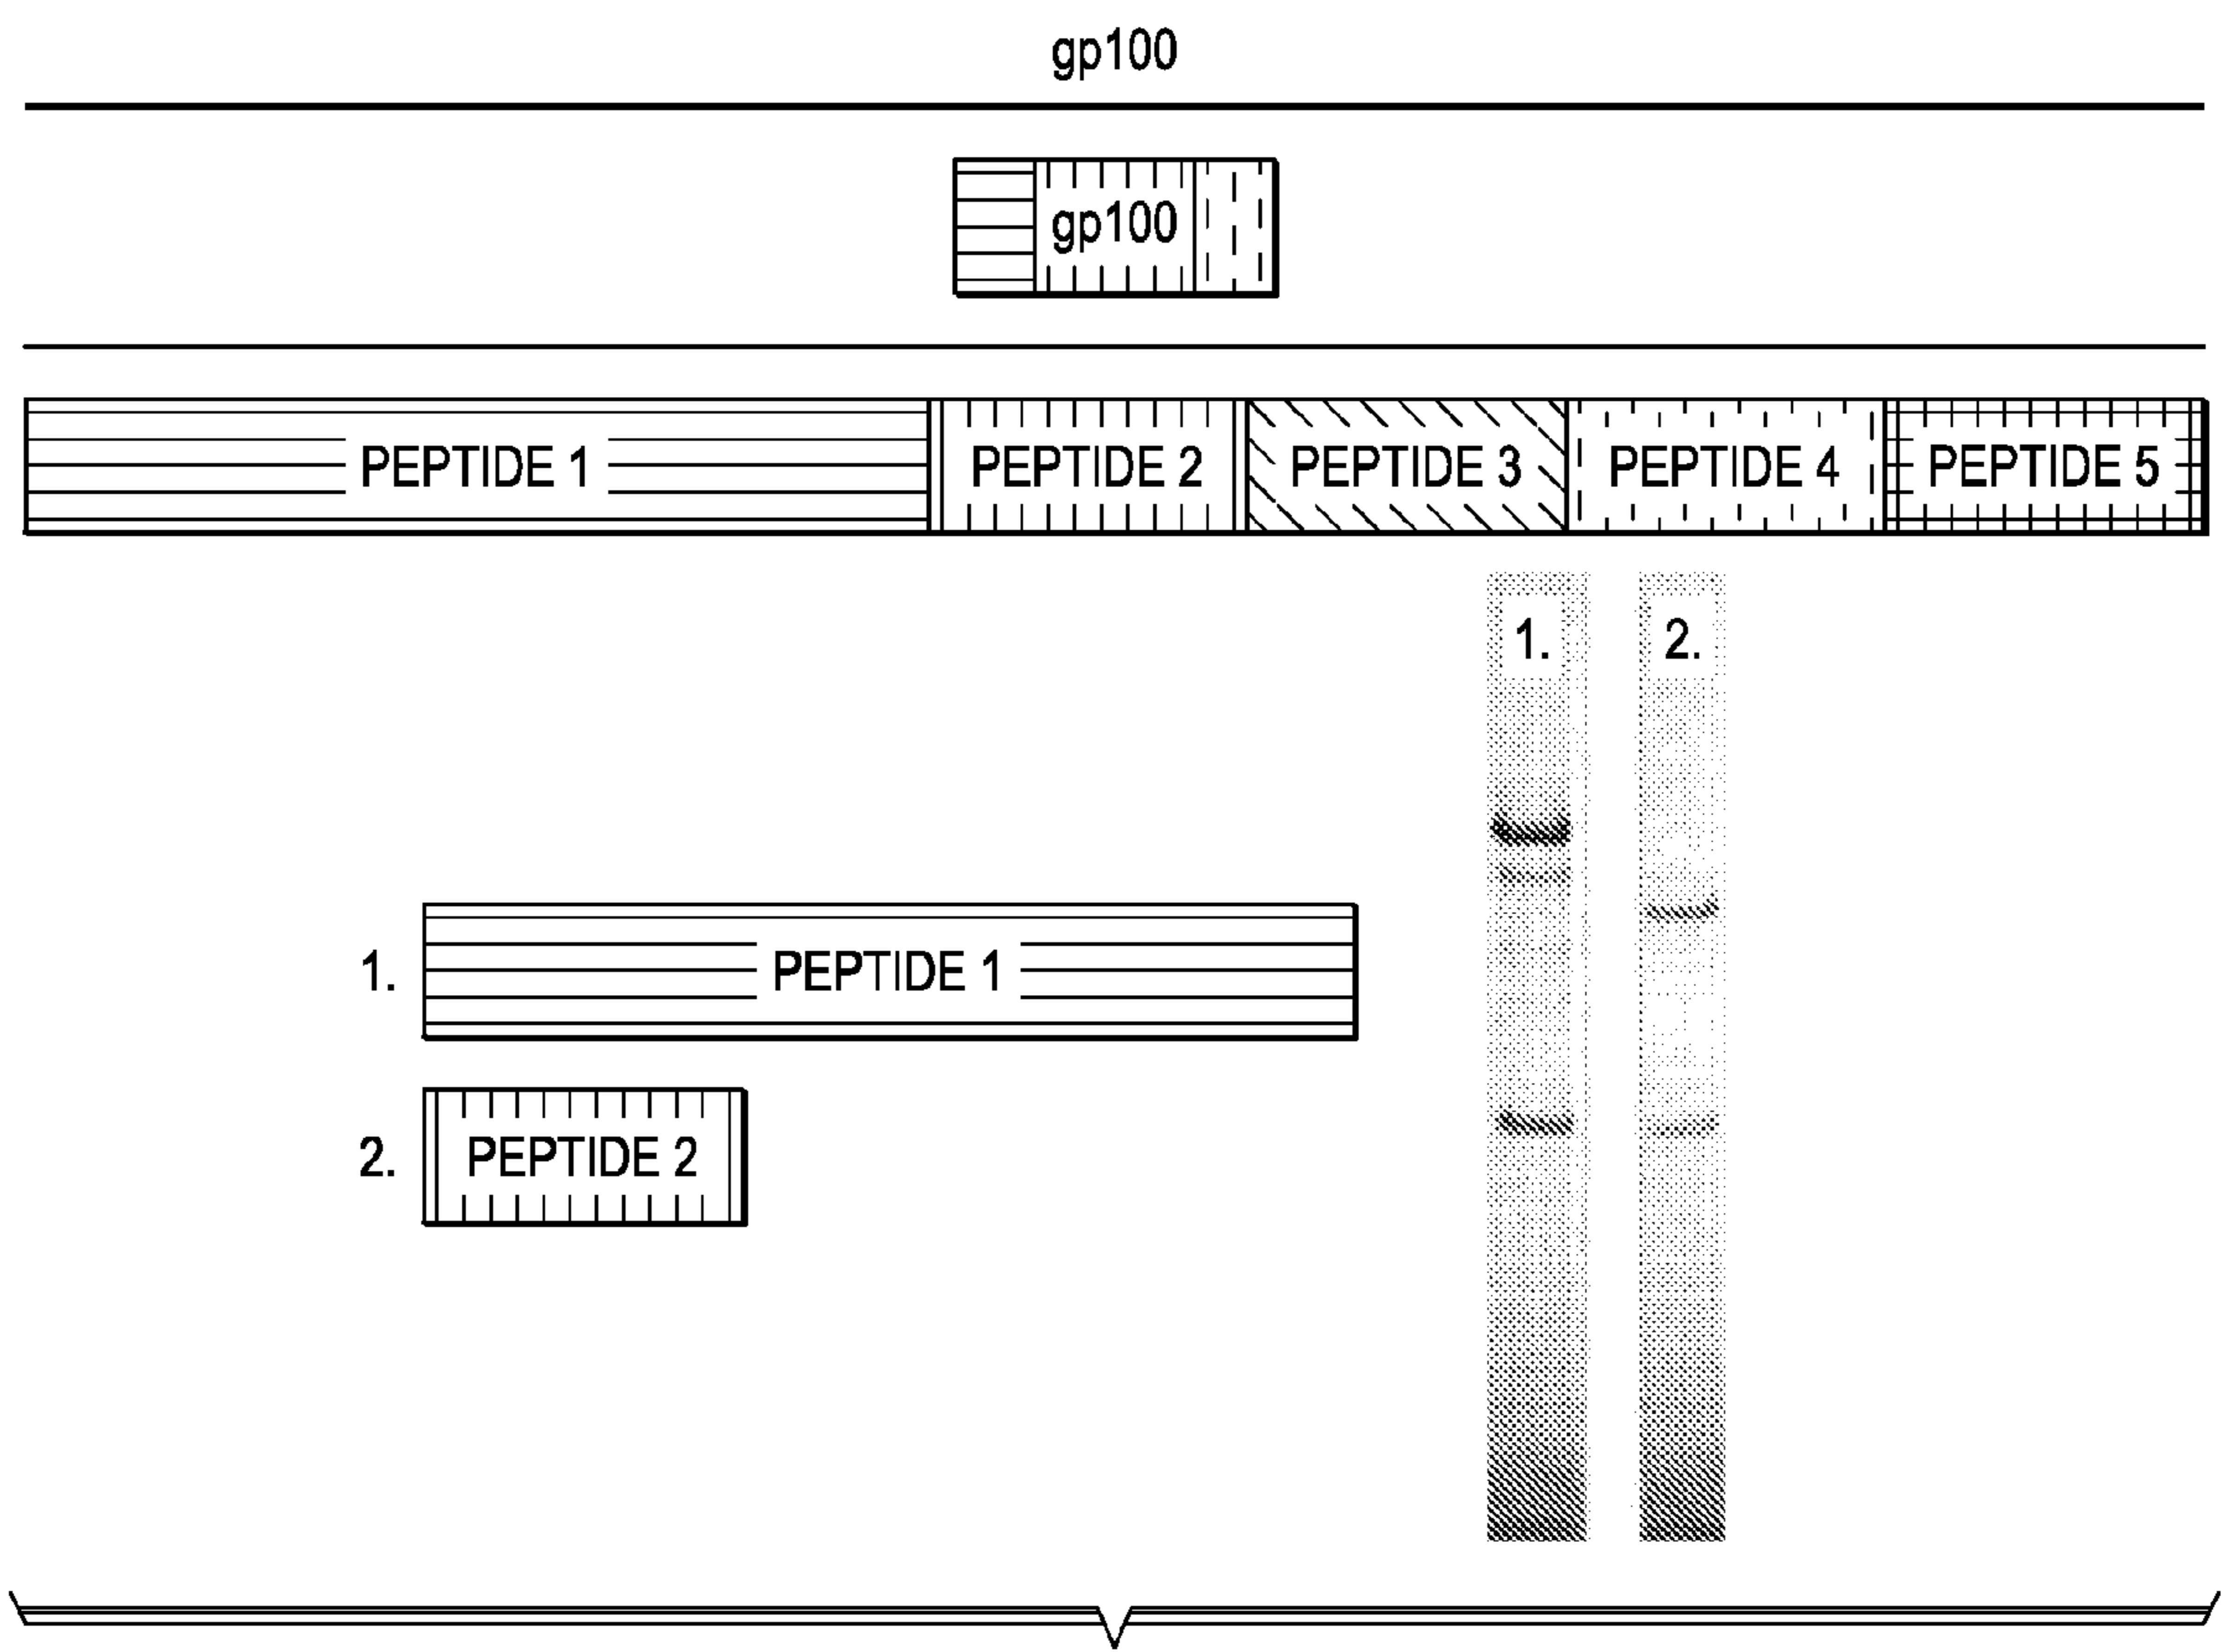 gp100
gp100
PEPTIDE 1 PEPTIDE 2 PEPTIDE 3 PEPTIDE 4 PEPTIDE 5
1. 2.
1. PEPTIDE 1
2. PEPTIDE 2